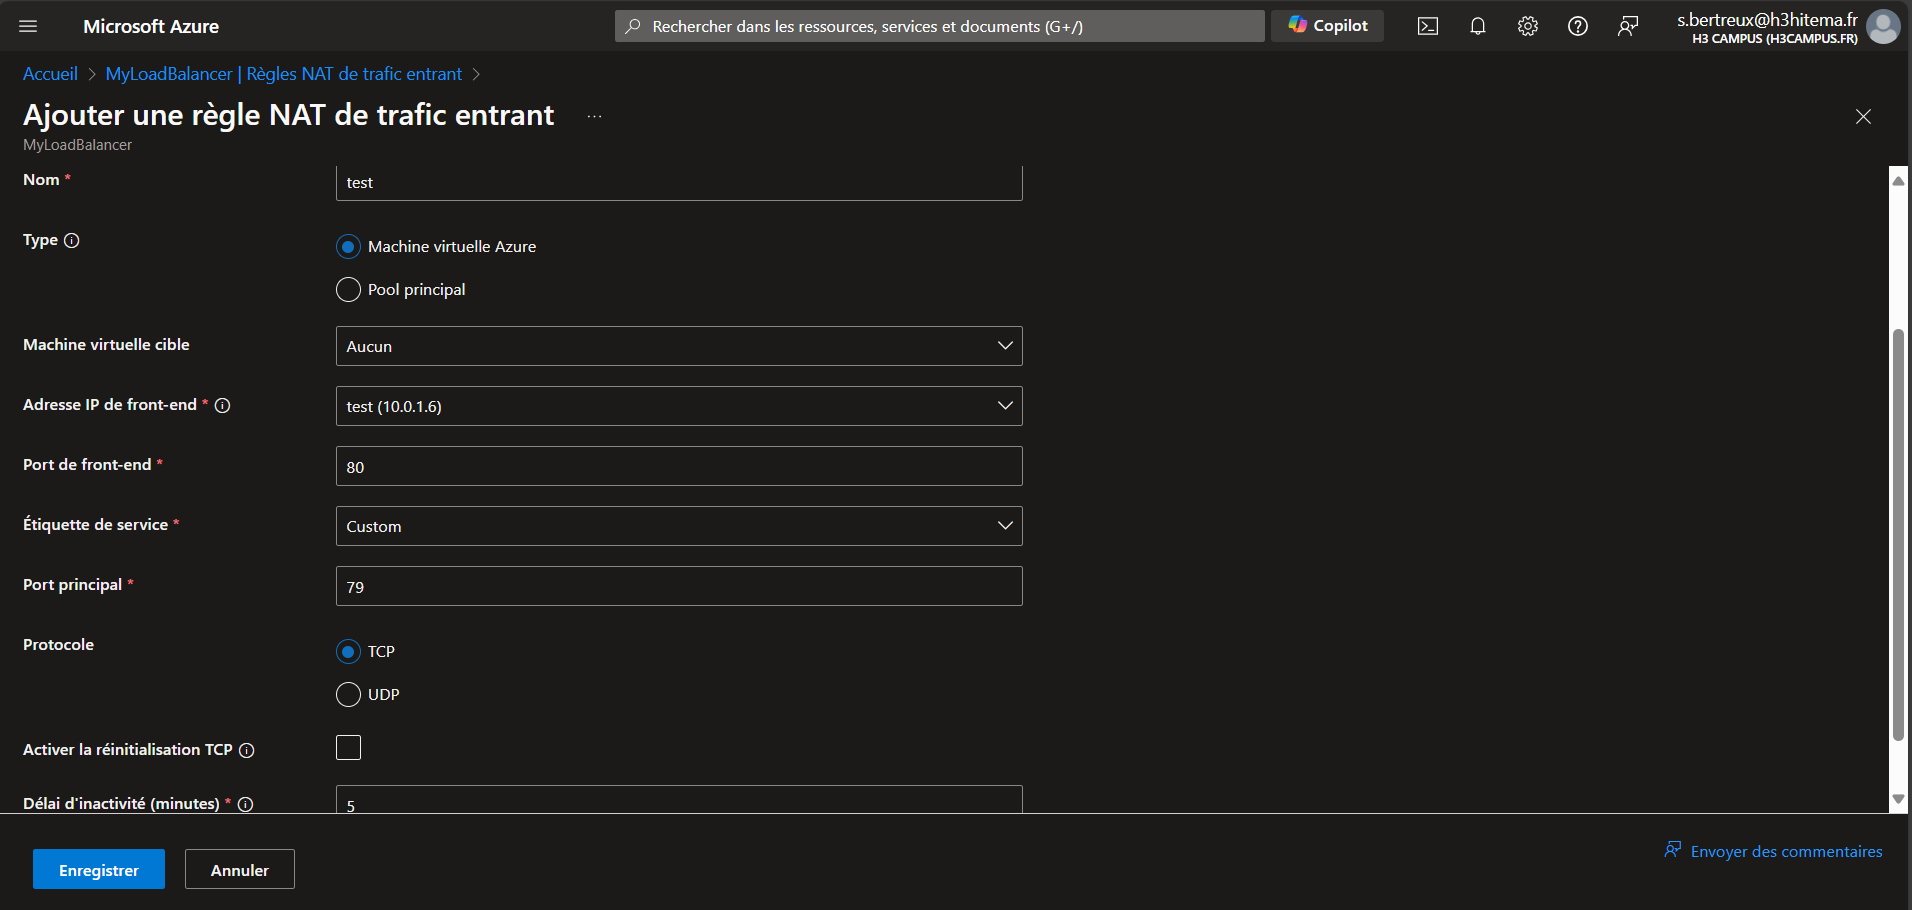 Microsoft Azure
Rechercher dans les ressources, services et documents (G+/)
Copilot
s.bertreux@h3hitema.fr
H3 CAMPUS (H3CAMPUS.FR)
Accueil > MyLoadBalancer | Règles NAT de trafic entrant >
Ajouter une règle NAT de trafic entrant ...
MyLoadBalancer
Nom *
test
Type
Machine virtuelle Azure
Pool principal
Machine virtuelle cible
Aucun
Adresse IP de front-end *
test (10.0.1.6)
Port de front-end *
80
Étiquette de service *
Custom
Port principal *
79
Protocole
TCP
UDP
Activer la réinitialisation TCP
Délai d'inactivité (minutes) *
5
Enregistrer
Annuler
Envoyer des commentaires